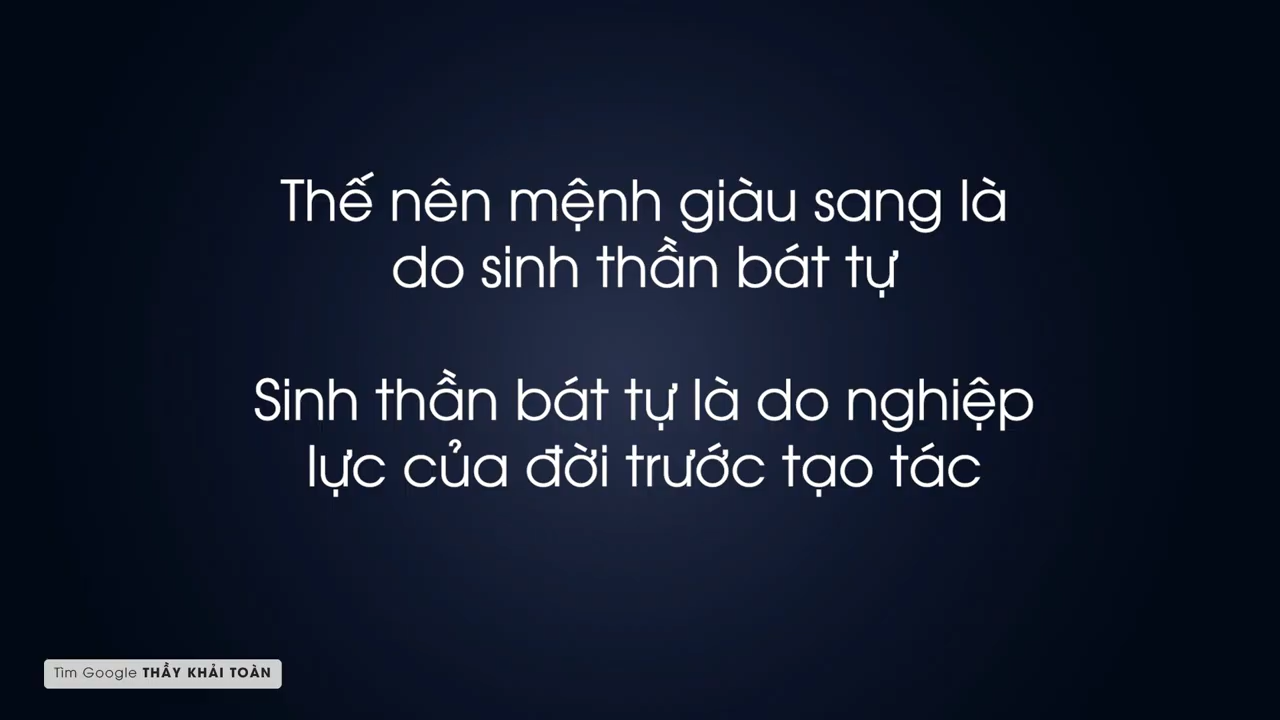 Thế nên mệnh giàu sang là
do sinh thần bát tự
Sinh thần bát tự là do nghiệp
lực của đời trước tạo tác
Tìm Google THẦY KHẢI TOÀN